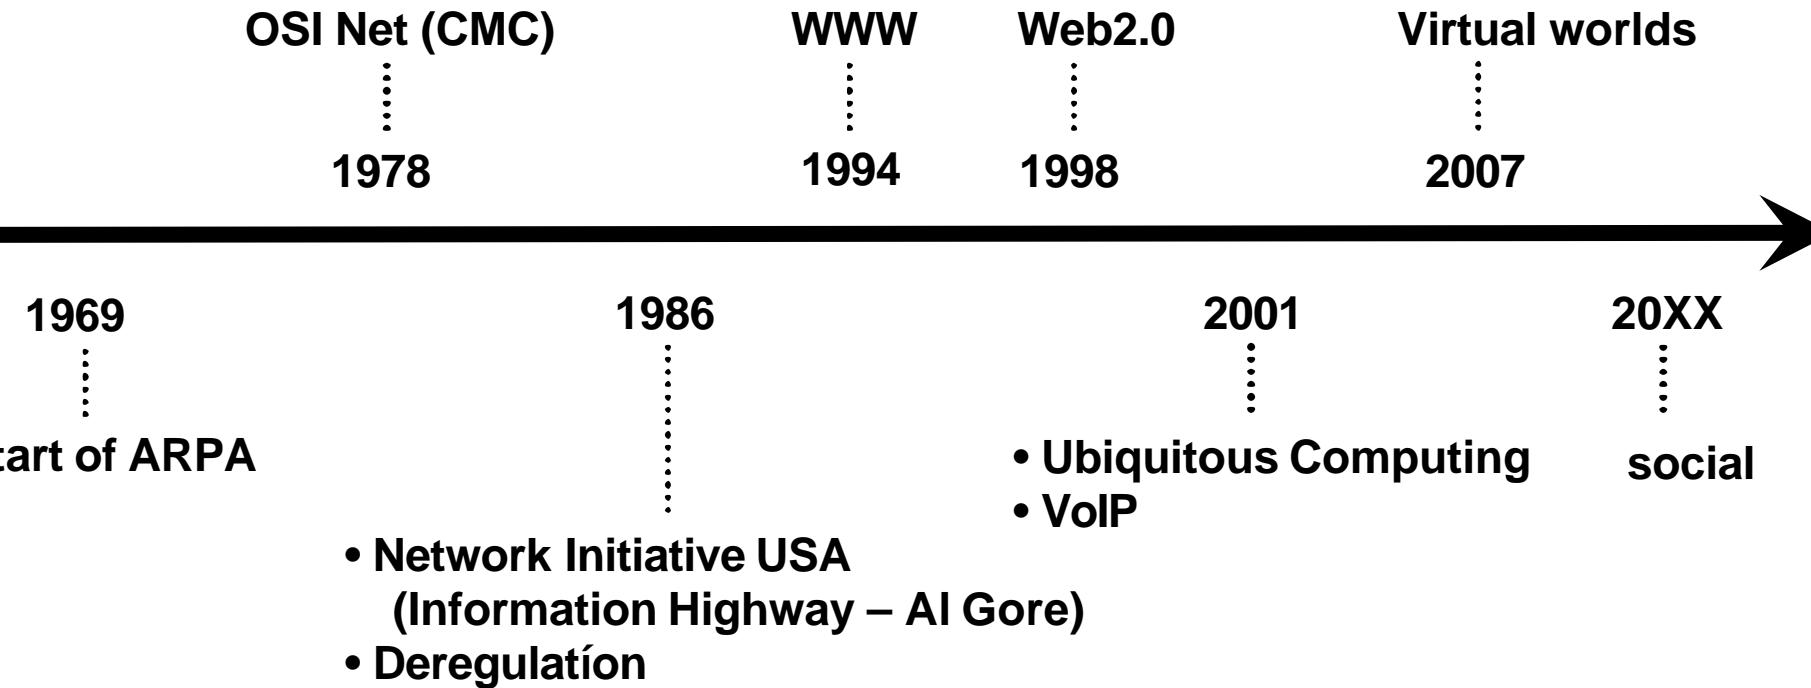 OSI Net (CMC) WWW Web2.0 Virtual worlds
1978 1994 1998 2007
1969 1986 2001 20XX
tart of ARPA
• Ubiquitous Computing
• VoIP
social
• Network Initiative USA
(Information Highway – Al Gore)
• Deregulatíon